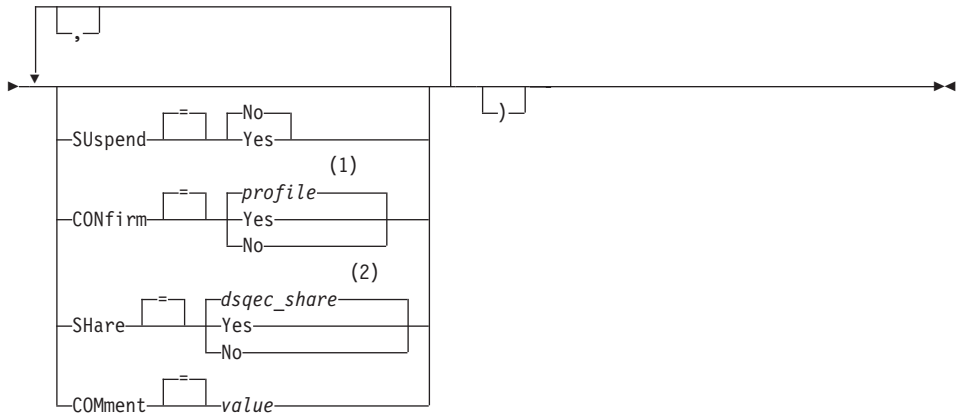 ,
= No
SUspend Yes )
(1)
= profile
CONfirm Yes
No
(2)
= dsqec_share
SHare Yes
No
=
COMment value